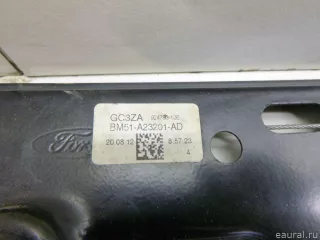 GC3ZA
BM51-A23201-AD
20.08.12 8:57:23
A
Ford
eaural.ru